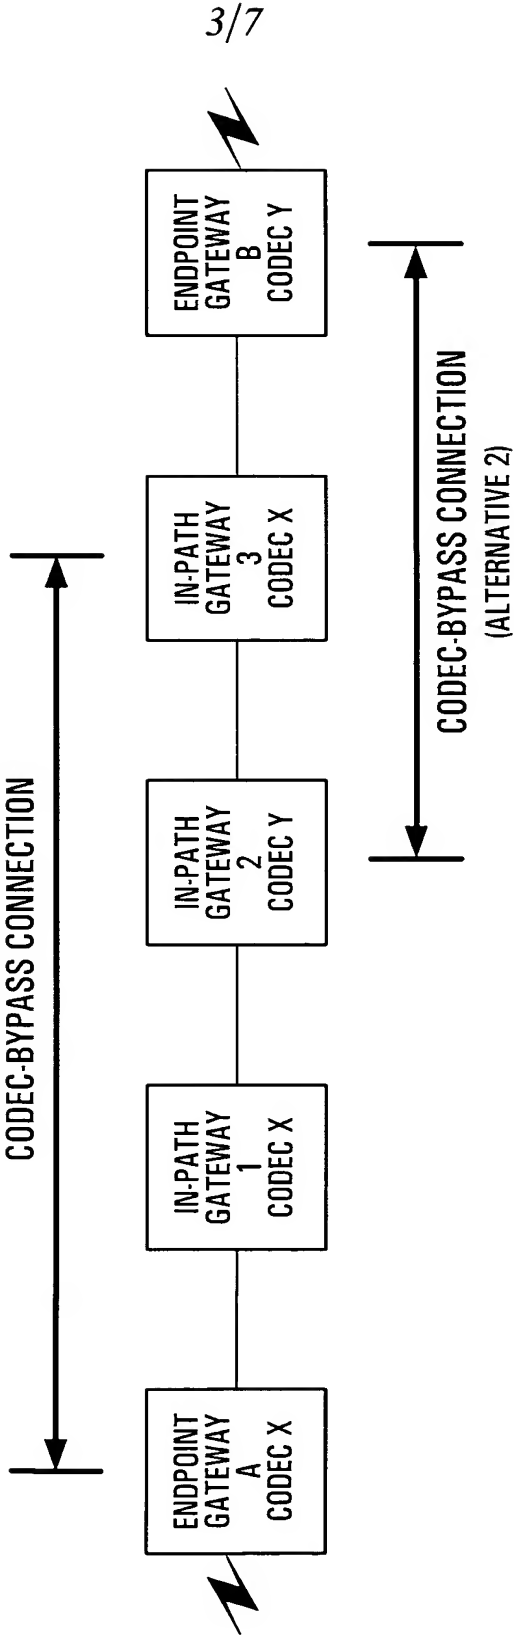 3/7
CODEC-BYPASS CONNECTION
ENDPOINT
GATEWAY
A
CODEC X
IN-PATH
GATEWAY
1
CODEC X
IN-PATH
GATEWAY
2
CODEC Y
IN-PATH
GATEWAY
3
CODEC X
ENDPOINT
GATEWAY
B
CODEC Y
CODEC-BYPASS CONNECTION
(ALTERNATIVE 2)